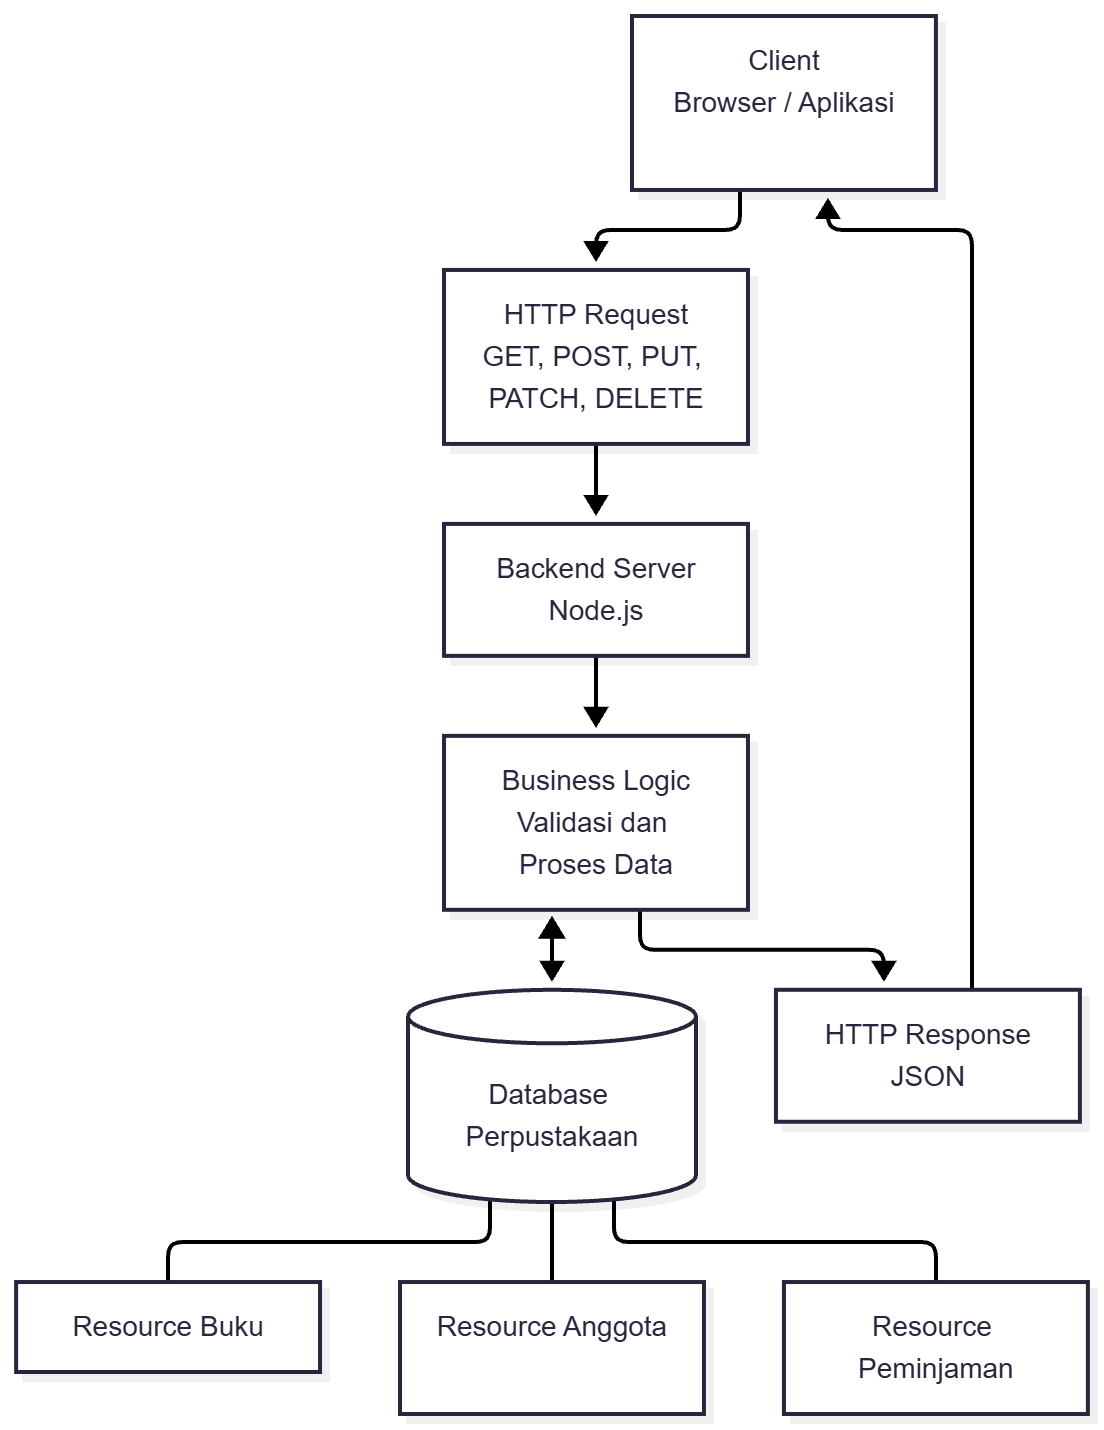 Client
Browser / Aplikasi
HTTP Request
GET, POST, PUT,
PATCH, DELETE
Backend Server
Node.js
Business Logic
Validasi dan
Proses Data
HTTP Response
JSON
Database
Perpustakaan
Resource Buku
Resource Anggota
Resource
Peminjaman